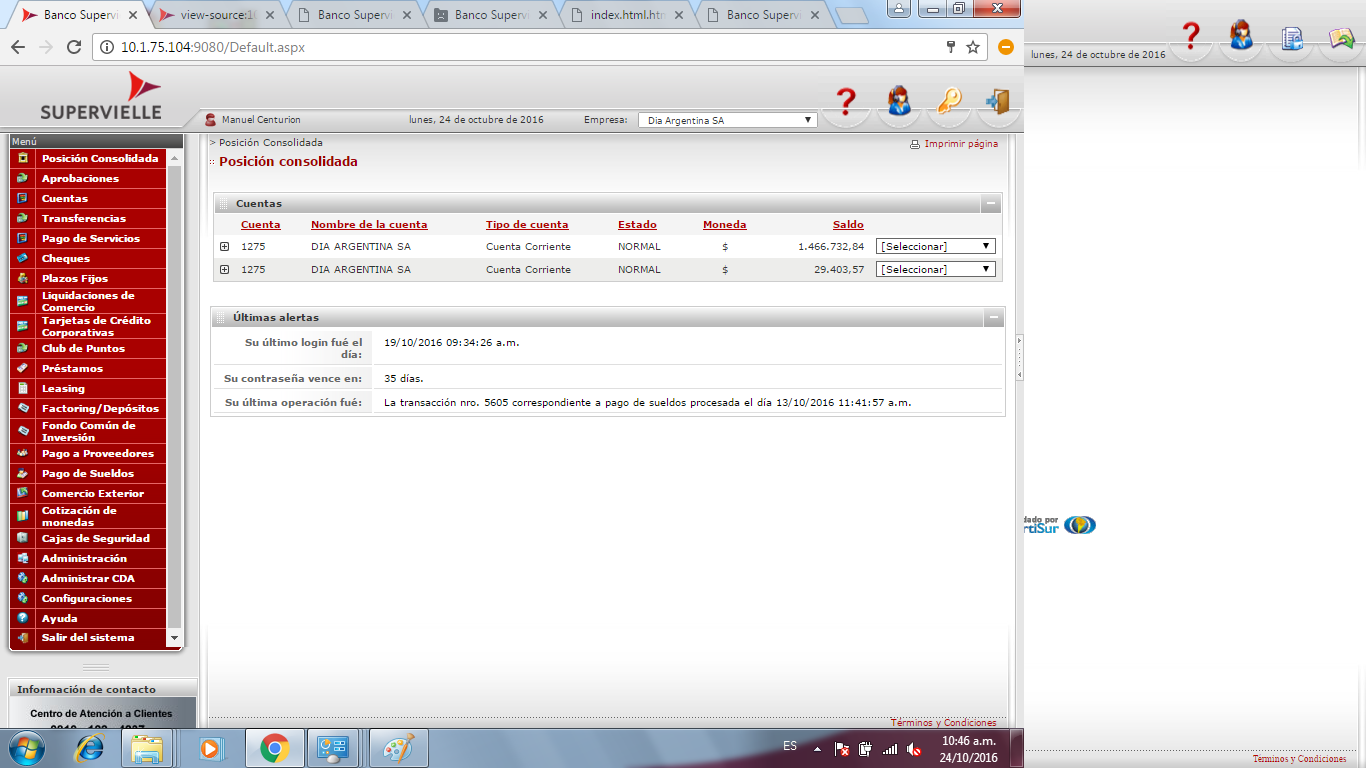 Banco Supervi
view-source:10
Banco Supervi
Banco Supervi
index.html.htm
Banco Supervi
10.1.75.104:9080/Default.aspx
lunes, 24 de octubre de 2016
SUPERVIELLE
Manuel Centurion
lunes, 24 de octubre de 2016
Empresa:
Dia Argentina SA
Menú
Posición Consolidada
Aprobaciones
Cuentas
Transferencias
Pago de Servicios
Cheques
Plazos Fijos
Liquidaciones de
Comercio
Tarjetas de Crédito
Corporativas
Club de Puntos
Préstamos
Leasing
Factoring/Depósitos
Fondo Común de
Inversión
Pago a Proveedores
Pago de Sueldos
Comercio Exterior
Cotización de
monedas
Cajas de Seguridad
Administración
Administrar CDA
Configuraciones
Ayuda
Salir del sistema
Información de contacto
Centro de Atención a Clientes
> Posición Consolidada
Imprimir página
Posición consolidada
Cuentas
Cuenta Nombre de la cuenta Tipo de cuenta Estado Moneda Saldo
1275 DIA ARGENTINA SA Cuenta Corriente NORMAL $ 1.466.732,84 [Seleccionar]
1275 DIA ARGENTINA SA Cuenta Corriente NORMAL $ 29.403,57 [Seleccionar]
Últimas alertas
Su último login fué el
día:
19/10/2016 09:34:26 a.m.
Su contraseña vence en: 35 días.
Su última operación fué: La transacción nro. 5605 correspondiente a pago de sueldos procesada el día 13/10/2016 11:41:57 a.m.
dado por
rtiSur
Términos y Condiciones
Términos y Condiciones
ES
10:46 a.m.
24/10/2016